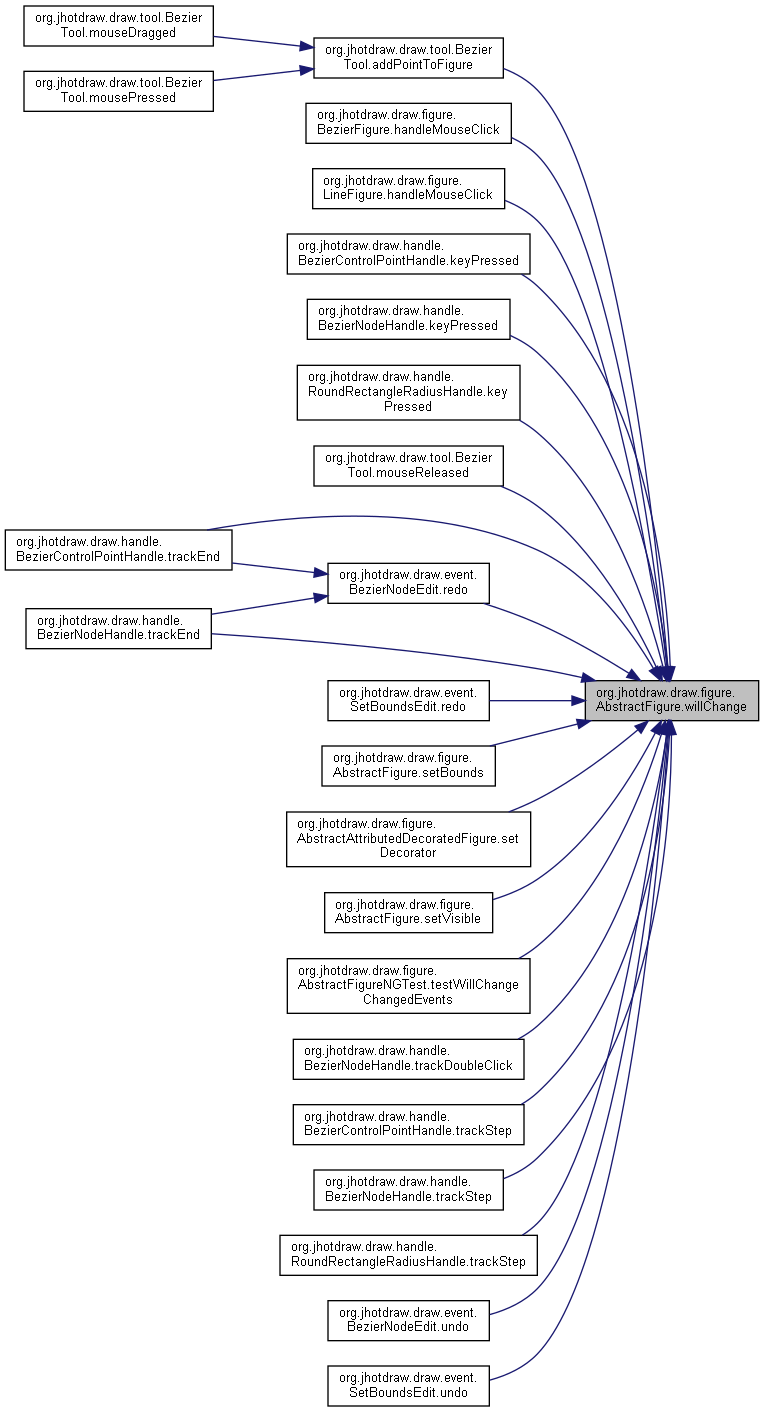 org.jhotdraw.draw.tool.Bezier
Tool.mouseDragged
org.jhotdraw.draw.tool.Bezier
Tool.addPointToFigure
org.jhotdraw.draw.tool.Bezier
Tool.mousePressed
org.jhotdraw.draw.figure.
BezierFigure.handleMouseClick
org.jhotdraw.draw.figure.
LineFigure.handleMouseClick
org.jhotdraw.draw.handle.
BezierControlPointHandle.keyPressed
org.jhotdraw.draw.handle.
BezierNodeHandle.keyPressed
org.jhotdraw.draw.handle.
RoundRectangleRadiusHandle.key
Pressed
org.jhotdraw.draw.tool.Bezier
Tool.mouseReleased
org.jhotdraw.draw.handle.
BezierControlPointHandle.trackEnd
org.jhotdraw.draw.event.
BezierNodeEdit.redo
org.jhotdraw.draw.handle.
BezierNodeHandle.trackEnd
org.jhotdraw.draw.event.
SetBoundsEdit.redo
org.jhotdraw.draw.figure.
AbstractFigure.willChange
org.jhotdraw.draw.figure.
AbstractFigure.setBounds
org.jhotdraw.draw.figure.
AbstractAttributedDecoratedFigure.set
Decorator
org.jhotdraw.draw.figure.
AbstractFigure.setVisible
org.jhotdraw.draw.figure.
AbstractFigureNGTest.testWillChange
ChangedEvents
org.jhotdraw.draw.handle.
BezierNodeHandle.trackDoubleClick
org.jhotdraw.draw.handle.
BezierControlPointHandle.trackStep
org.jhotdraw.draw.handle.
BezierNodeHandle.trackStep
org.jhotdraw.draw.handle.
RoundRectangleRadiusHandle.trackStep
org.jhotdraw.draw.event.
BezierNodeEdit.undo
org.jhotdraw.draw.event.
SetBoundsEdit.undo